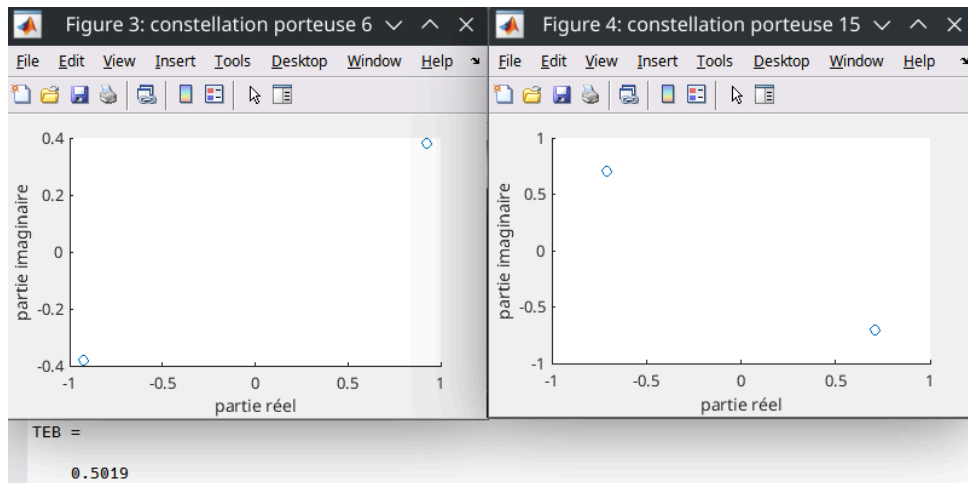 Figure 3: constellation porteuse 6
File Edit View Insert Tools Desktop Window Help
0.4
0.2
0
-0.2
-0.4
-1 -0.5 0 0.5 1
partie imaginaire
partie réel
Figure 4: constellation porteuse 15
File Edit View Insert Tools Desktop Window Help
1
0.5
0
-0.5
-1
-1 -0.5 0 0.5 1
partie imaginaire
partie réel
TEB =
0.5019